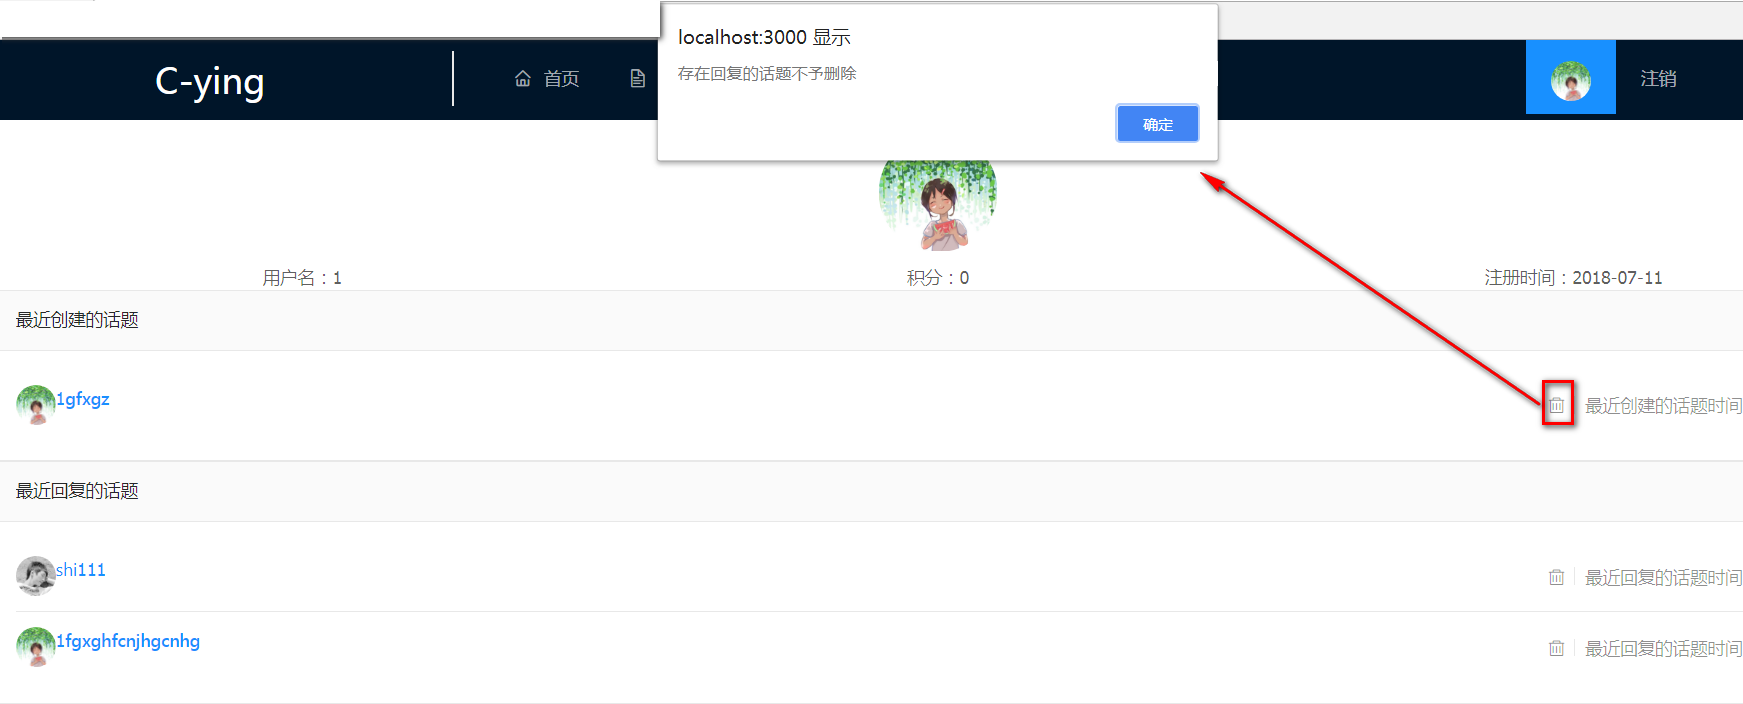 localhost:3000 显示
存在回复的话题不予删除
确定
C-ying
首页
注销
用户名：1
积分：0
注册时间：2018-07-11
最近创建的话题
1gfxgz
最近创建的话题时间
最近回复的话题
shi111
最近回复的话题时间
1fgxghfcnjhgcnhg
最近回复的话题时间